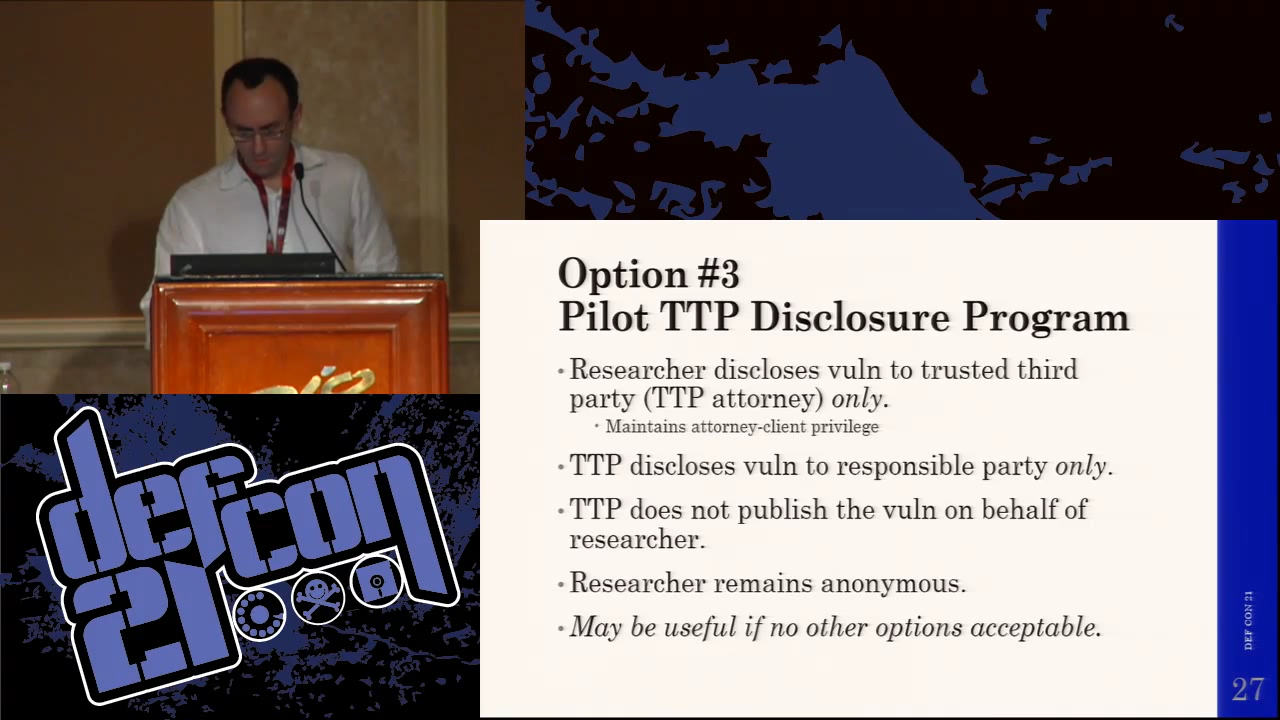 Option #3
Pilot TTP Disclosure Program
• Researcher discloses vuln to trusted third
party (TTP attorney) only.
• Maintains attorney-client privilege
• TTP discloses vuln to responsible party only.
• TTP does not publish the vuln on behalf of
researcher.
• Researcher remains anonymous.
• May be useful if no other options acceptable.
DEF CON 21
27
defcon
21